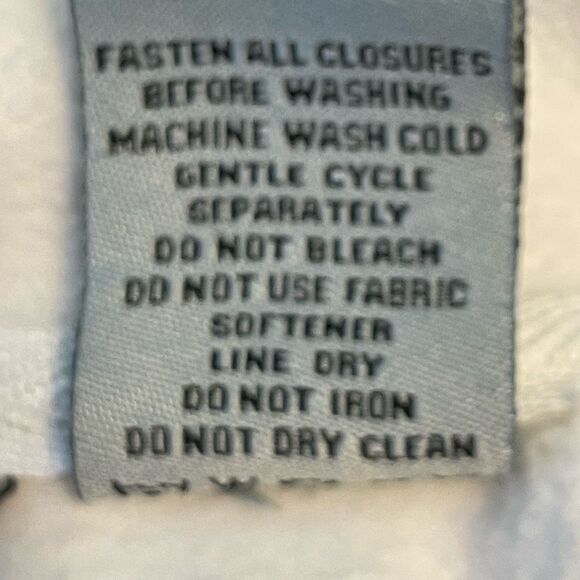 FASTEN ALL CLOSURES
BEFORE WASHING
MACHINE WASH COLD
GENTLE CYCLE
SEPARATELY
DO NOT BLEACH
DO NOT USE FABRIC
SOFTENER
LINE DRY
DO NOT IRON
DO NOT DRY CLEAN